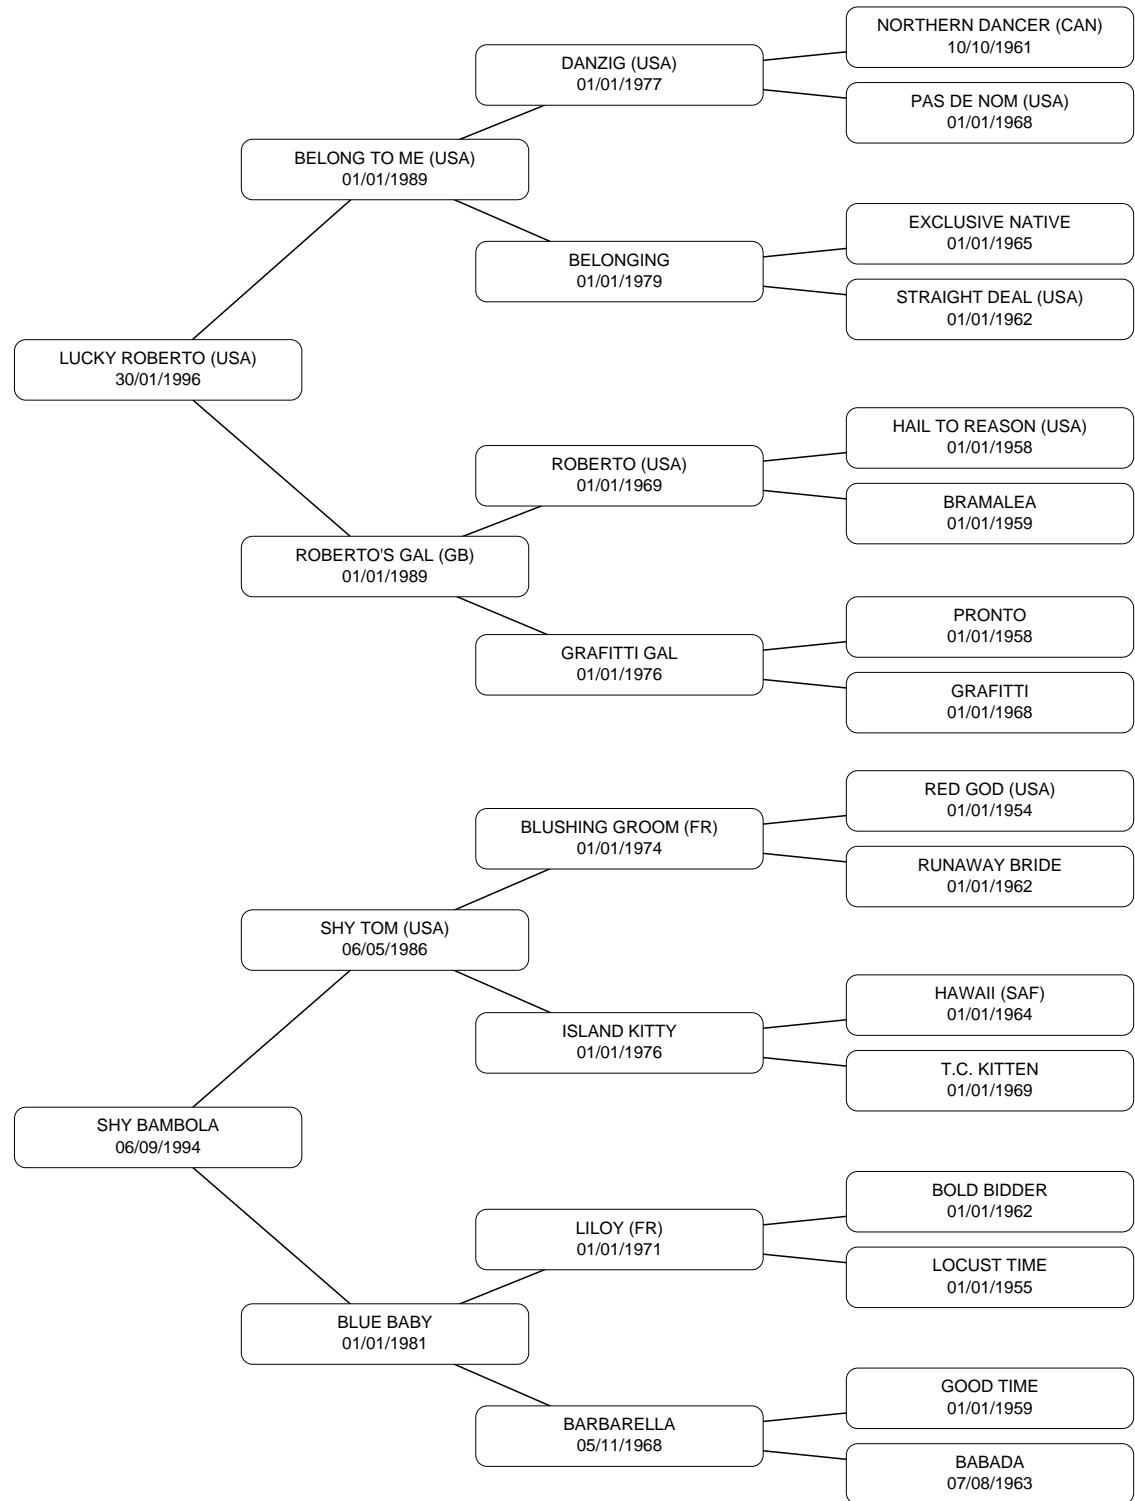 NORTHERN DANCER (CAN)
10/10/1961
DANZIG (USA)
01/01/1977
PAS DE NOM (USA)
01/01/1968
BELONG TO ME (USA)
01/01/1989
EXCLUSIVE NATIVE
01/01/1965
BELONGING
01/01/1979
STRAIGHT DEAL (USA)
01/01/1962
LUCKY ROBERTO (USA)
30/01/1996
HAIL TO REASON (USA)
01/01/1958
ROBERTO (USA)
01/01/1969
BRAMALEA
01/01/1959
ROBERTO'S GAL (GB)
01/01/1989
PRONTO
01/01/1958
GRAFITTI GAL
01/01/1976
GRAFITTI
01/01/1968
RED GOD (USA)
01/01/1954
BLUSHING GROOM (FR)
01/01/1974
RUNAWAY BRIDE
01/01/1962
SHY TOM (USA)
06/05/1986
HAWAII (SAF)
01/01/1964
ISLAND KITTY
01/01/1976
T.C. KITTEN
01/01/1969
SHY BAMBOLA
06/09/1994
BOLD BIDDER
01/01/1962
LILOY (FR)
01/01/1971
LOCUST TIME
01/01/1955
BLUE BABY
01/01/1981
GOOD TIME
01/01/1959
BARBARELLA
05/11/1968
BABADA
07/08/1963